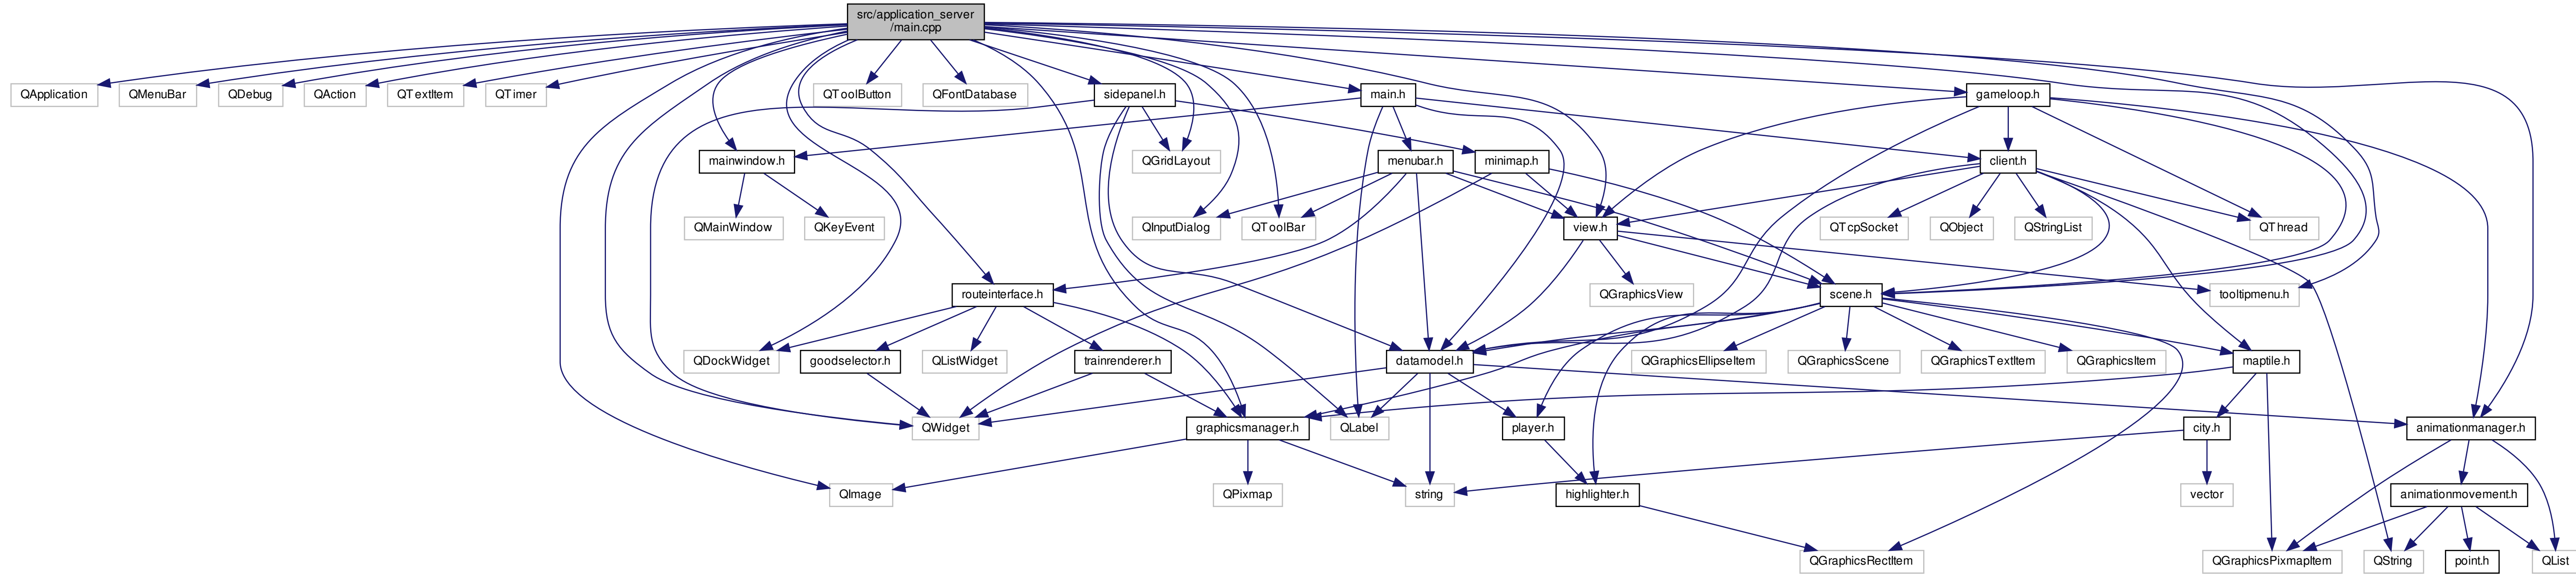 src/application_server
/main.cpp
QApplication
QMenuBar
QDebug
QAction
QTextItem
QTimer
QToolButton
QFontDatabase
sidepanel.h
main.h
gameloop.h
mainwindow.h
QGridLayout
menubar.h
minimap.h
client.h
QMainWindow
QKeyEvent
QInputDialog
QToolBar
view.h
QTcpSocket
QObject
QStringList
QThread
routeinterface.h
QGraphicsView
scene.h
tooltipmenu.h
QDockWidget
goodselector.h
QListWidget
trainrenderer.h
datamodel.h
QGraphicsEllipseItem
QGraphicsScene
QGraphicsTextItem
QGraphicsItem
maptile.h
QWidget
graphicsmanager.h
QLabel
player.h
city.h
animationmanager.h
QImage
QPixmap
string
highlighter.h
vector
animationmovement.h
QGraphicsRectItem
QGraphicsPixmapItem
QString
point.h
QList